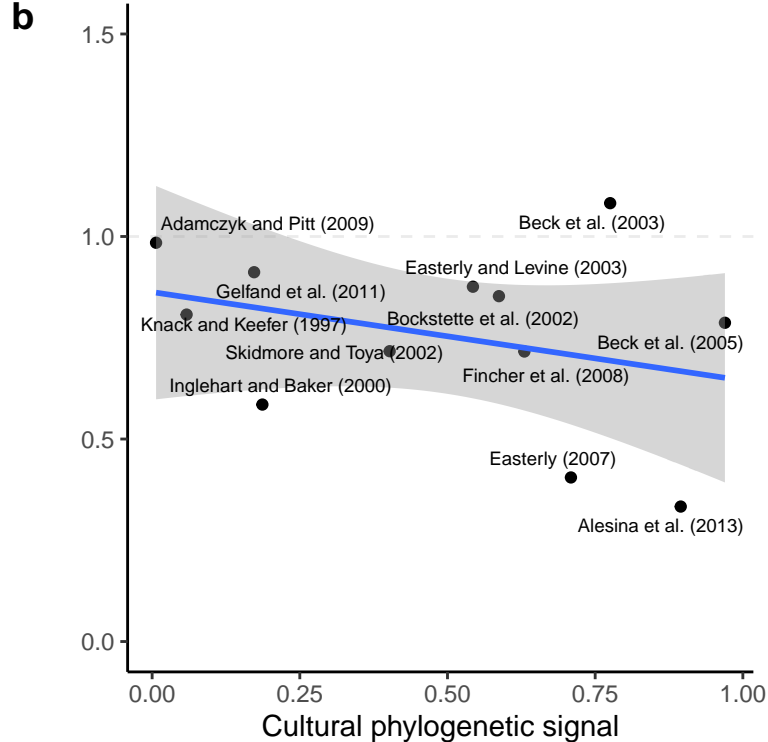 b
1.5
Adamczyk and Pitt (2009)
Beck et al. (2003)
1.0
Easterly and Levine (2003)
Gelfand et al. (2011)
Bockstette et al. (2002)
Knack and Keefer (1997)
Beck et al. (2005)
Skidmore and Toya (2002)
Fincher et al. (2008)
Inglehart and Baker (2000)
0.5
Easterly (2007)
Alesina et al. (2013)
0.0
0.00 0.25 0.50 0.75 1.00
Cultural phylogenetic signal